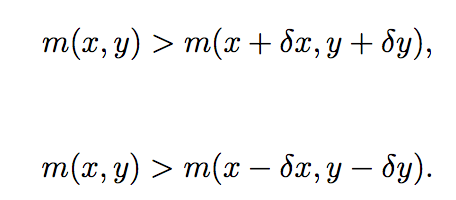 m(x, y) > m(x + δx, y + δy),
m(x, y) > m(x − δx, y − δy).